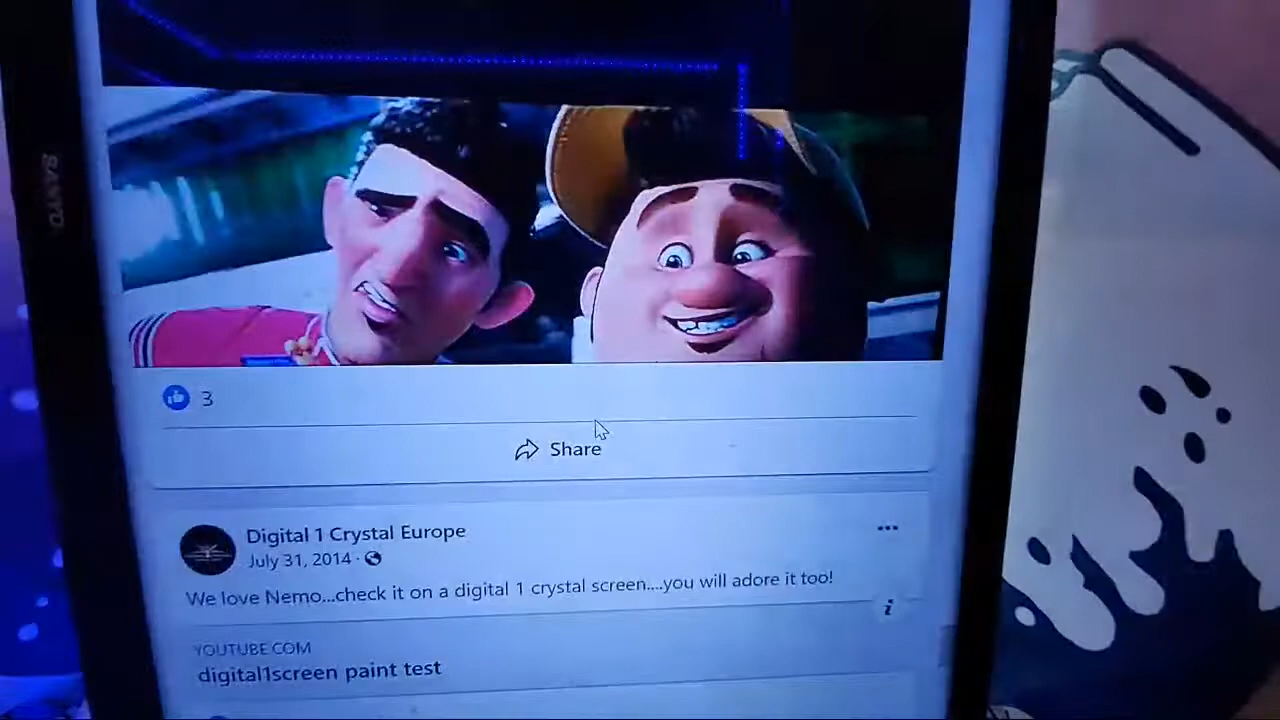 SANYO
3
Share
Digital 1 Crystal Europe
July 31, 2014 ·
We love Nemo...check it on a digital 1 crystal screen....you will adore it too!
YOUTUBE.COM
digital1screen paint test